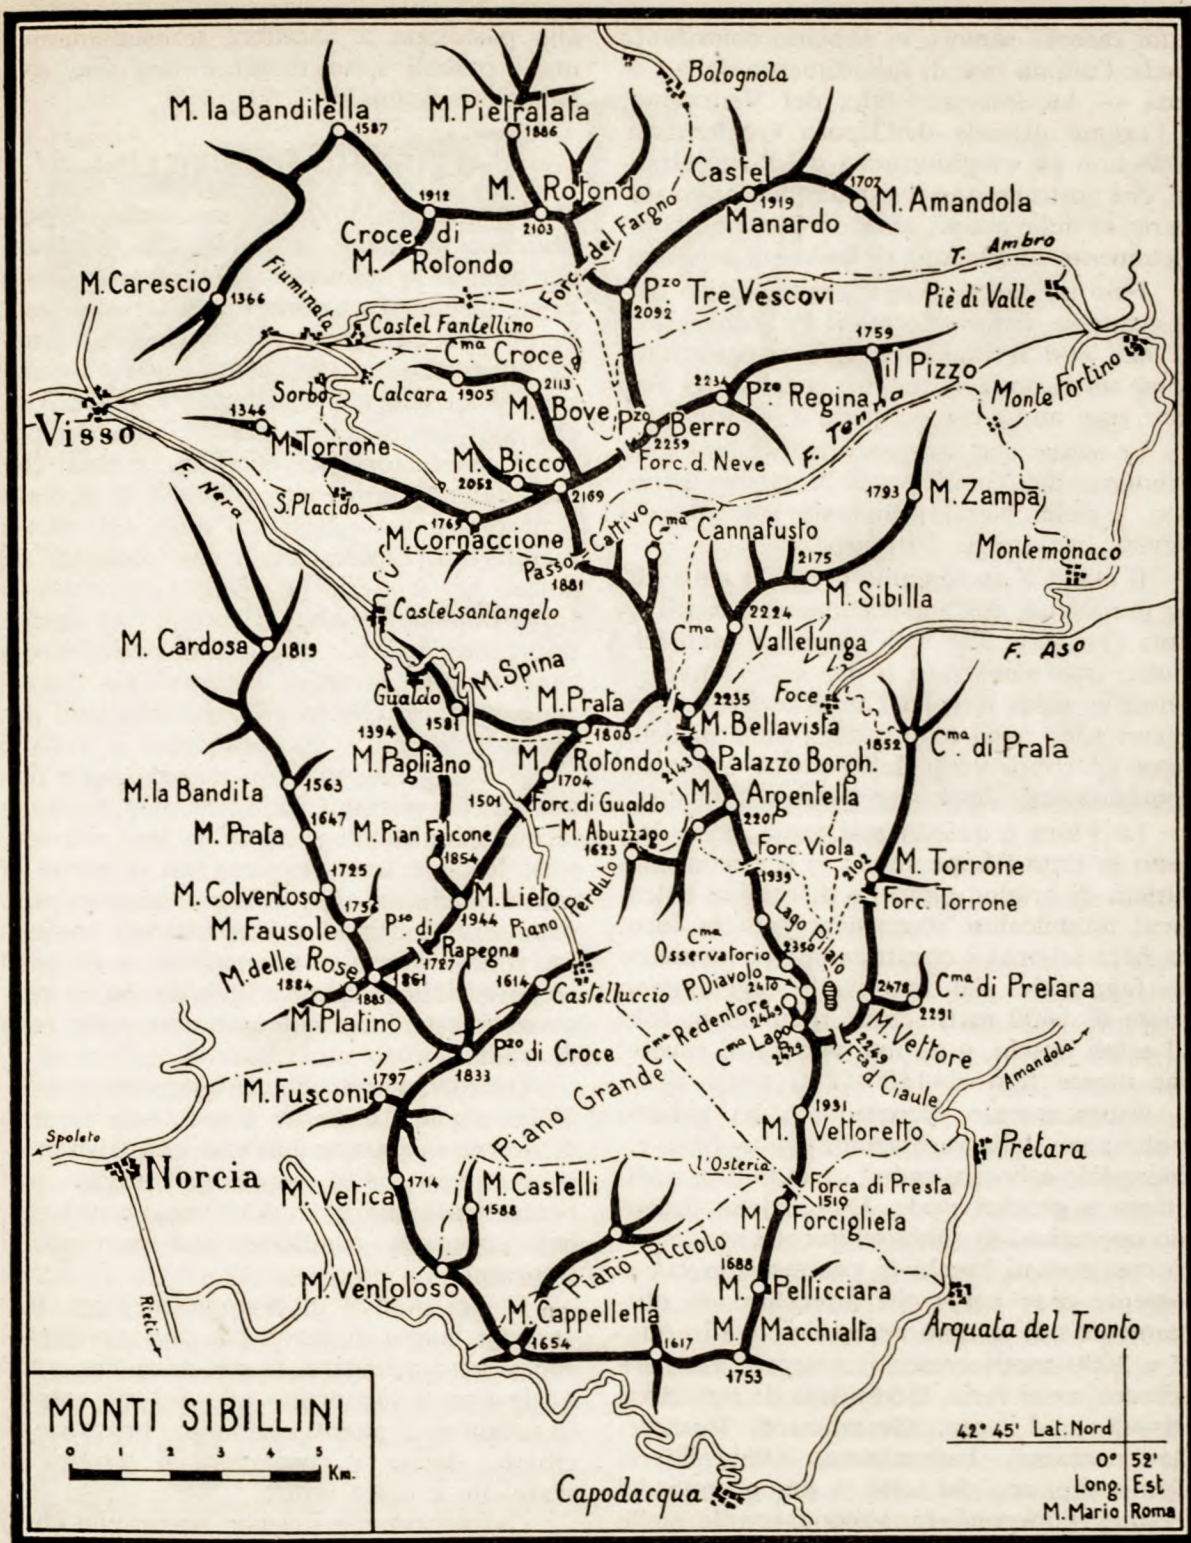 Bolognola
M. la Banditella
1587
M. Pietralata
1886
Castel
Manardo
1919
1707
M. Amandola
M. Rotondo
2103
1912
Croce di
M. Rotondo
Forc. del Fargno
M. Carescio
1366
Fiuminata
Castel Fantellino
Pzo Tre Vescovi
2092
T. Ambro
Piè di Valle
Cma Croce
1905
Calcara
Sorbo
2113
M. Bove
1759
il Pizzo
2234
Pzo Regina
F. Tenna
Monte Fortino
Visso
1346
M. Torrone
Pzo Berro
2259
Forc. d. Neve
M. Bicco
2052
2169
F. Nera
S. Placido
1769
M. Cornaccione
Passo Cattivo
1881
Cma Cannafusto
1793
M. Zampa
Montemonaco
2175
M. Sibilla
Castelsantangelo
2224
Cma Vallelunga
F. Aso
M. Cardosa
1819
Gualdo
M. Spina
1581
M. Prata
1800
2235
M. Bellavista
Foce
1394
M. Pagliano
M. Rotondo
1704
2143
Palazzo Borgh.
1852
Cma. di Prata
M. la Bandita
1563
1501
Forc. di Gualdo
M. Argentella
2201
M. Prata
1647
M. Pian Falcone
1854
M. Abuzzago
1623
Forc. Viola
1939
2102
M. Torrone
Forc. Torrone
M. Colventoso
1725
M. Lieto
1944
Piano Perduto
M. Fausole
1756
Pso. di Rapegna
1727
Lago Pilato
Cma Osservatorio
2350
M. delle Rose
1861
1884
1885
M. Platino
1614
Castelluccio
P. Diavolo
2410
Cma Redentore
2449
Cma Lago
2422
2478
Cma. di Pretara
2291
M. Vettore
2249
Fca d. Ciaule
Amandola
Pzo di Croce
1833
M. Fusconi
1797
Piano Grande
1931
M. Vettoretto
Pretara
Spoleto
Norcia
M. Vetica
1714
M. Castelli
1588
l'Osteria
Forca di Presta
1519
M. Forciglieta
Piano Piccolo
M. Ventoloso
1688
M. Pellicciara
Rieti
M. Cappelletta
1654
1617
M. Macchialta
1753
Arquata del Tronto
MONTI SIBILLINI
0 1 2 3 4 5
Km.
Capodacqua
42° 45' Lat. Nord
0° 52'
Long. Est
M. Mario Roma